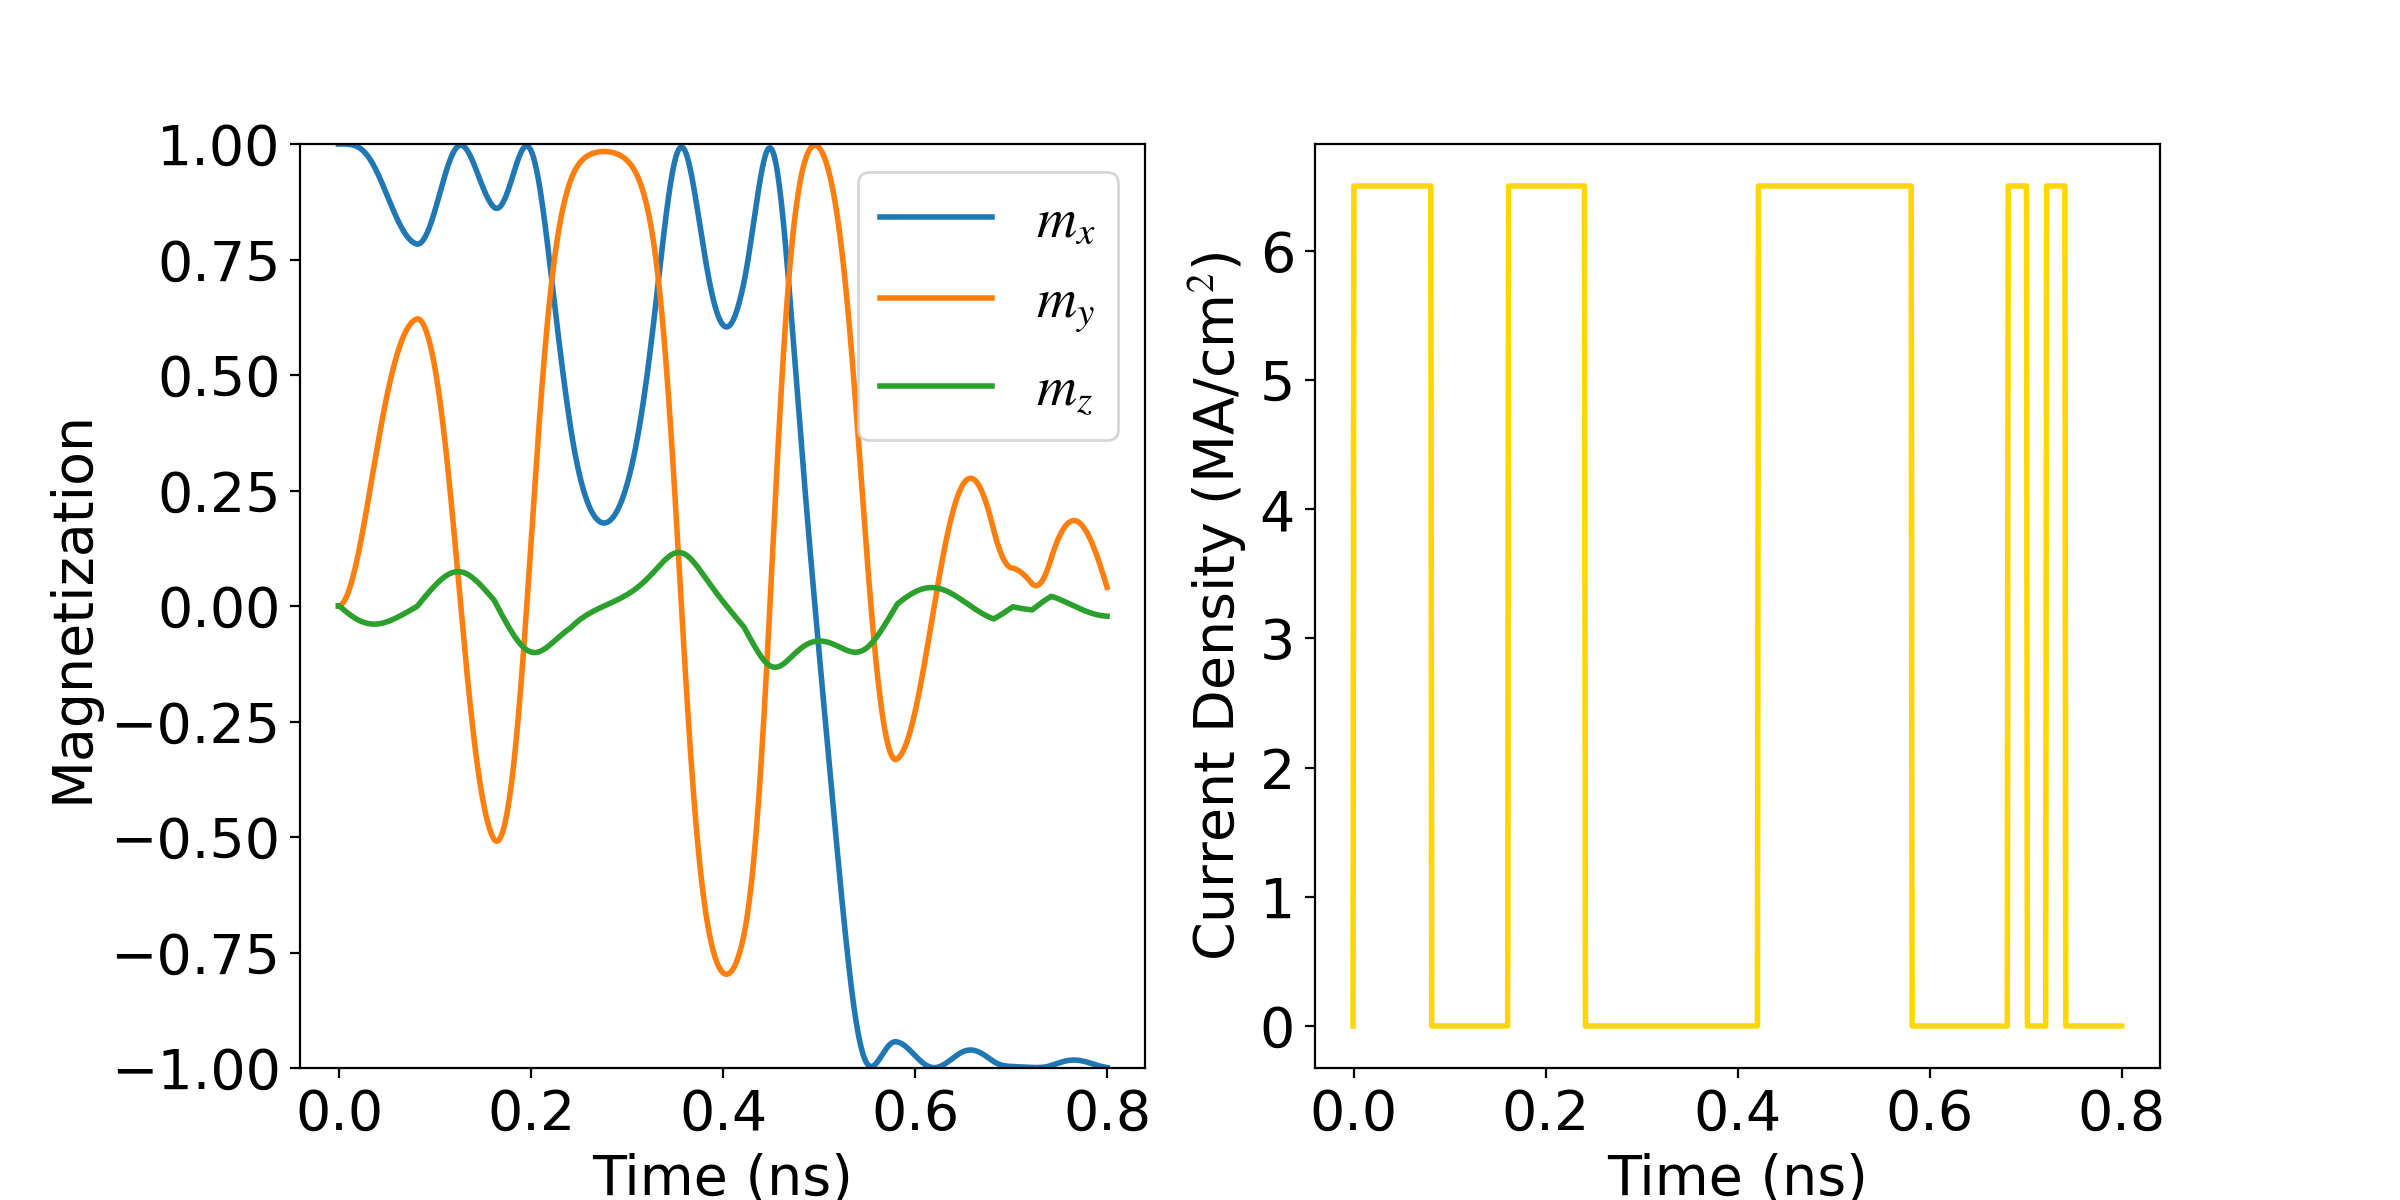 Magnetization
1.00
0.75
0.50
0.25
0.00
−0.25
−0.50
−0.75
−1.00
0.0 0.2 0.4 0.6 0.8
Time (ns)
mₓ
m_y
m_z
Current Density (MA/cm²)
6
5
4
3
2
1
0
0.0 0.2 0.4 0.6 0.8
Time (ns)